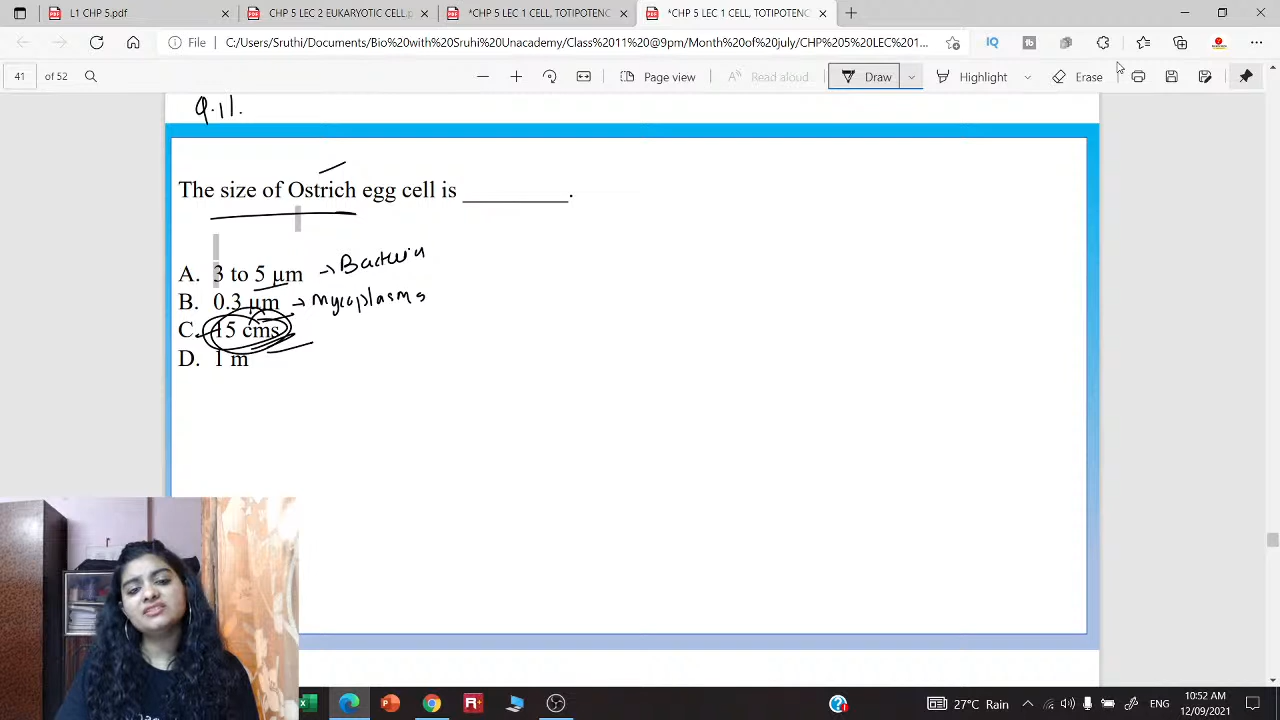 L1 CHP 5.pdf
CHP 5 LEC 2 EUKARYOTIC CELL.p
*CHP 5 LEC 1 CELL, TOTIPOTENC
*CHP 5 LEC 1 CELL, TOTIPOTENC
File
C:/Users/Sruthi/Documents/Bio%20with%20Sruhi%20Unacademy/Class%2011%20@9pm/Month%20of%20july/CHP%205%20LEC%201...
41 of 52
Page view
Read aloud
Draw
Highlight
Erase
Q.11.
The size of Ostrich egg cell is __________.
A. 3 to 5 µm → Bacteria
B. 0.3 µm → Mycoplasms
C. 15 cms
D. 1 m
27°C Rain
ENG
10:52 AM
12/09/2021